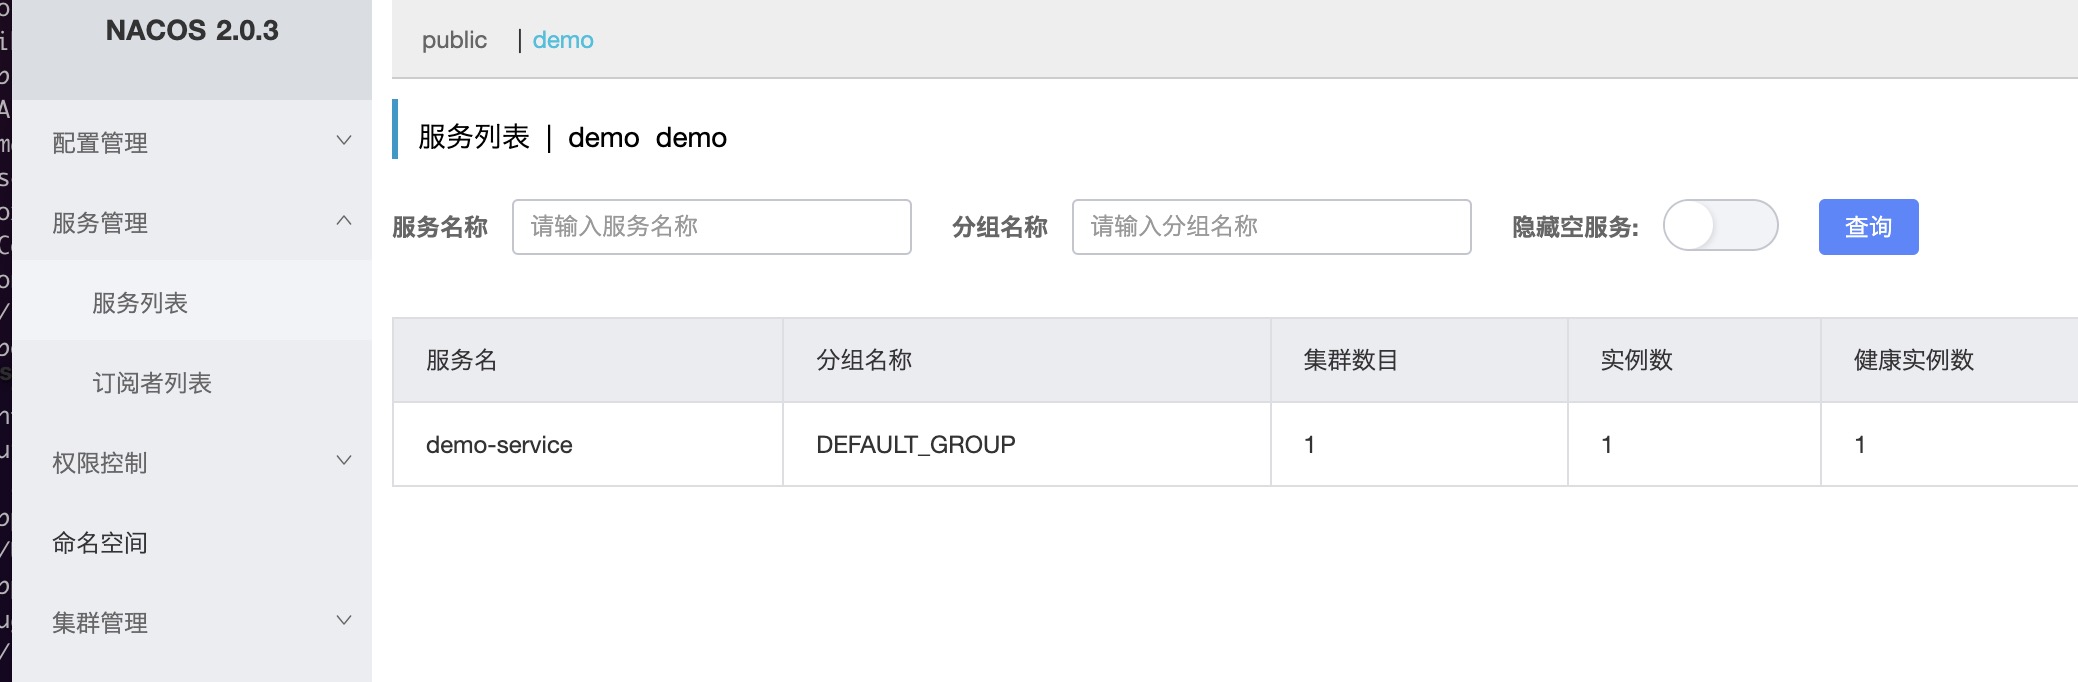 NACOS 2.0.3
public | demo
配置管理
服务管理
服务列表
订阅者列表
权限控制
命名空间
集群管理
服务列表 | demo demo
服务名称 请输入服务名称 分组名称 请输入分组名称 隐藏空服务: 查询
服务名 分组名称 集群数目 实例数 健康实例数
demo-service DEFAULT_GROUP 1 1 1